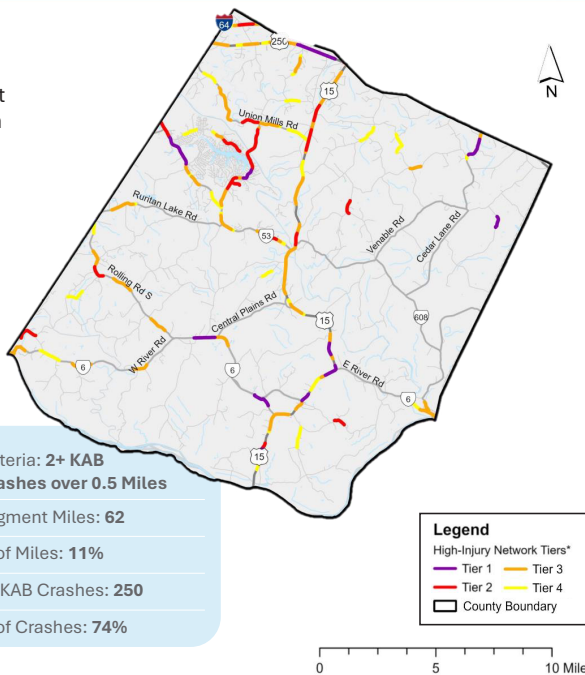 64
250
N
15
Union Mills Rd
Ruritan Lake Rd
53
Venable Rd
Cedar Lane Rd
Rolling Rd S
Central Plains Rd
15
608
W River Rd
6
6
E River Rd
6
15
teria: 2+ KAB
ashes over 0.5 Miles
gment Miles: 62
of Miles: 11%
KAB Crashes: 250
of Crashes: 74%
Legend
High-Injury Network Tiers*
Tier 1 Tier 3
Tier 2 Tier 4
County Boundary
0 5 10 Mile